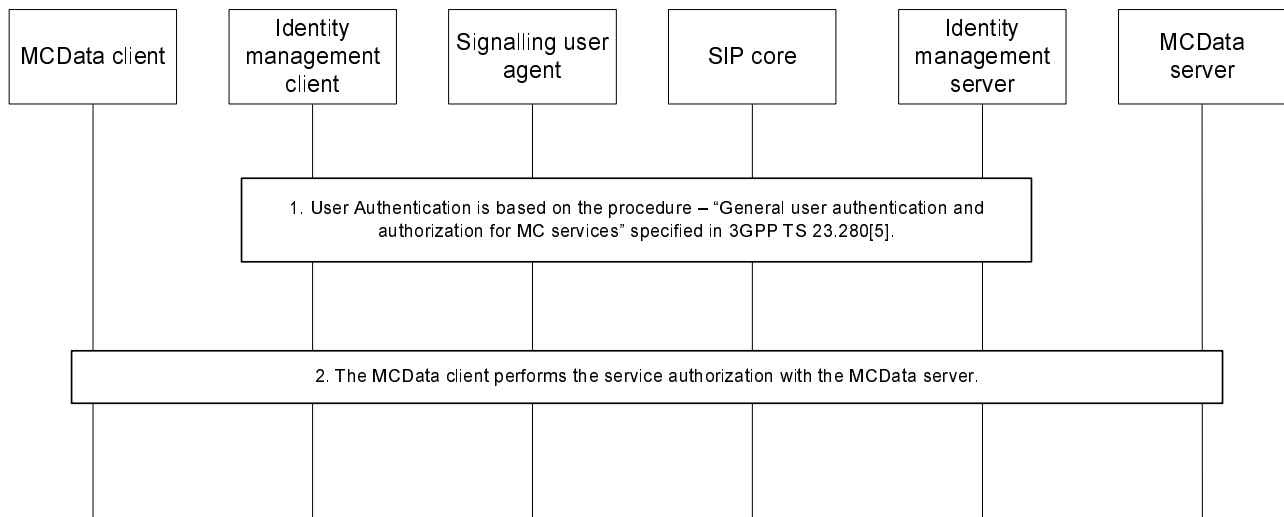 MCData client
Identity
management
client
Signalling user
agent
SIP core
Identity
management
server
MCData
server
1. User Authentication is based on the procedure – “General user authentication and
authorization for MC services” specified in 3GPP TS 23.280[5].
2. The MCData client performs the service authorization with the MCData server.